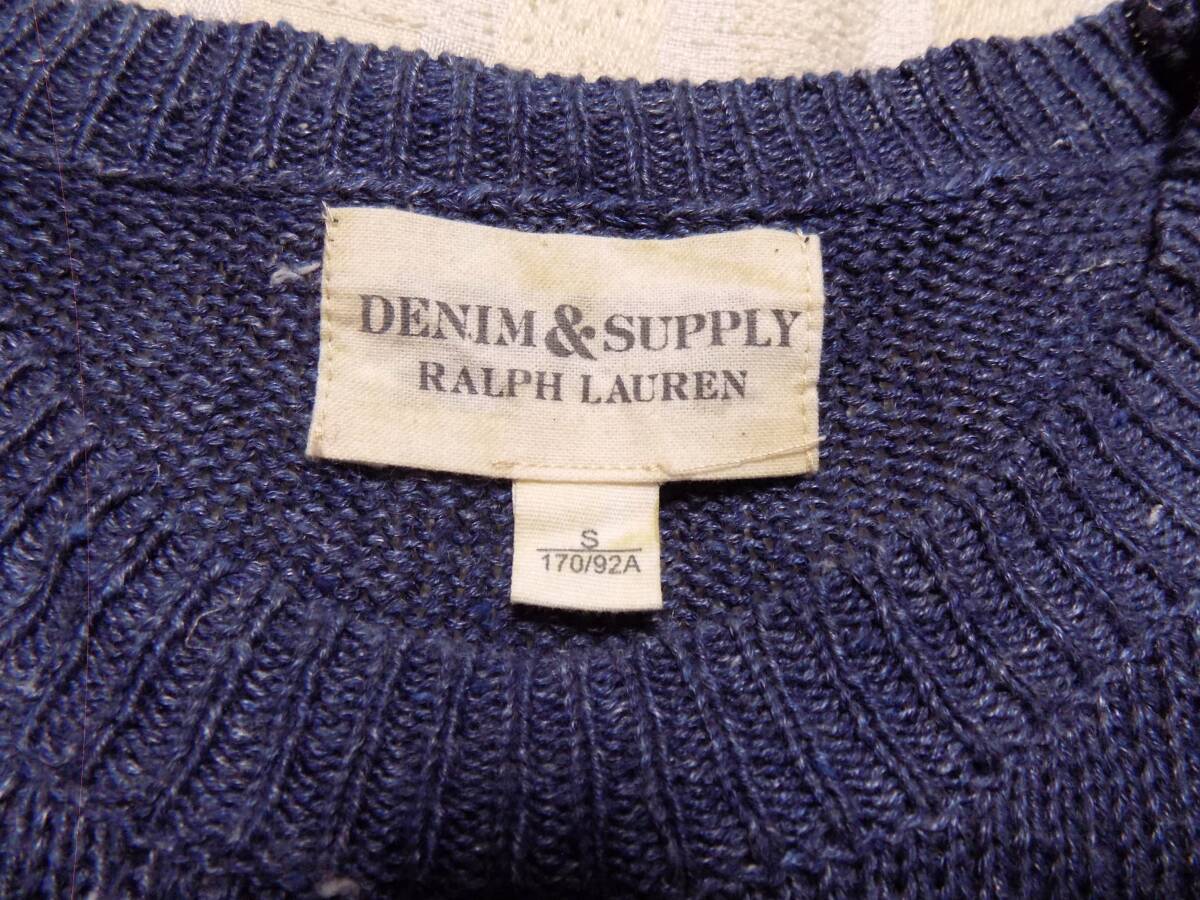 DENIM & SUPPLY
RALPH LAUREN
S
170/92A